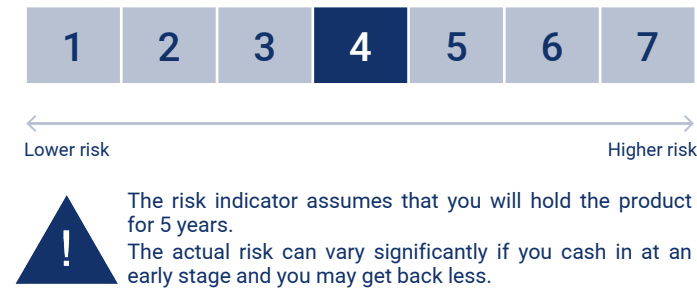 1 2 3 4 5 6 7
Lower risk Higher risk
The risk indicator assumes that you will hold the product
for 5 years.
! The actual risk can vary significantly if you cash in at an
early stage and you may get back less.